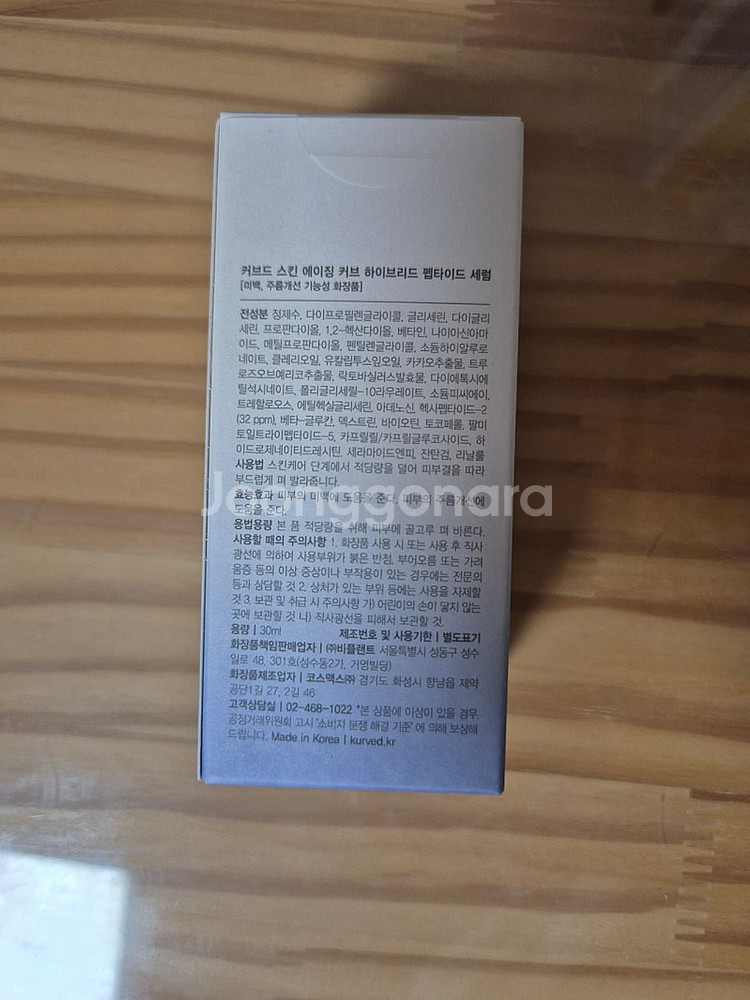 커브드 스킨 에이징 커브 하이브리드 펩타이드 세럼
[미백, 주름개선 기능성 화장품]
전성분 정제수, 다이프로필렌글라이콜, 글리세린, 다이글리
세린, 프로판다이올, 1,2-헥산다이올, 베타인, 나이아신아마
이드, 메틸프로판다이올, 펜틸렌글라이콜, 소듐하이알루로
네이트, 클레리오일, 유칼립투스잎오일, 카카오추출물, 트루
로즈오브예리코추출물, 락토바실러스발효물, 다이에톡시에
틸석시네이트, 폴리글리세릴-10라우레이트, 소듐피씨에이,
트레할로오스, 에틸헥실글리세린, 아데노신, 헥사펩타이드-2
(32 ppm), 베타-글루칸, 덱스트린, 바이오틴, 토코페롤, 팔미
토일트라이펩타이드-5, 카프릴릴/카프릴글루코사이드, 하
이드로제네이티드레시틴, 세라마이드엔피, 잔탄검, 리날룰
사용법 스킨케어 단계에서 적당량을 덜어 피부결을 따라
부드럽게 펴 발라줍니다.
효능효과 피부의 미백에 도움을 준다. 피부의 주름개선에
도움을 준다.
Joonggonara
용법용량 본 품 적당량을 취해 피부에 골고루 펴 바른다.
사용할 때의 주의사항 1. 화장품 사용 시 또는 사용 후 직사
광선에 의하여 사용부위가 붉은 반점, 부어오름 또는 가려
움증 등의 이상 증상이나 부작용이 있는 경우에는 전문의
등과 상담할 것 2. 상처가 있는 부위 등에는 사용을 자제할
것 3. 보관 및 취급 시 주의사항 가) 어린이의 손이 닿지 않는
곳에 보관할 것 나) 직사광선을 피해서 보관할 것.
용량 | 30ml 제조번호 및 사용기한 | 별도표기
화장품책임판매업자 | ㈜비플랜트 서울특별시 성동구 성수
일로 48, 301호(성수동2가, 거영빌딩)
화장품제조업자 | 코스맥스㈜ 경기도 화성시 향남읍 제약
공단1길 27, 2길 46
고객상담실 | 02-468-1022 *본 상품에 이상이 있을 경우,
공정거래위원회 고시 '소비자 분쟁 해결 기준'에 의해 보상해
드립니다. Made in Korea | kurved.kr